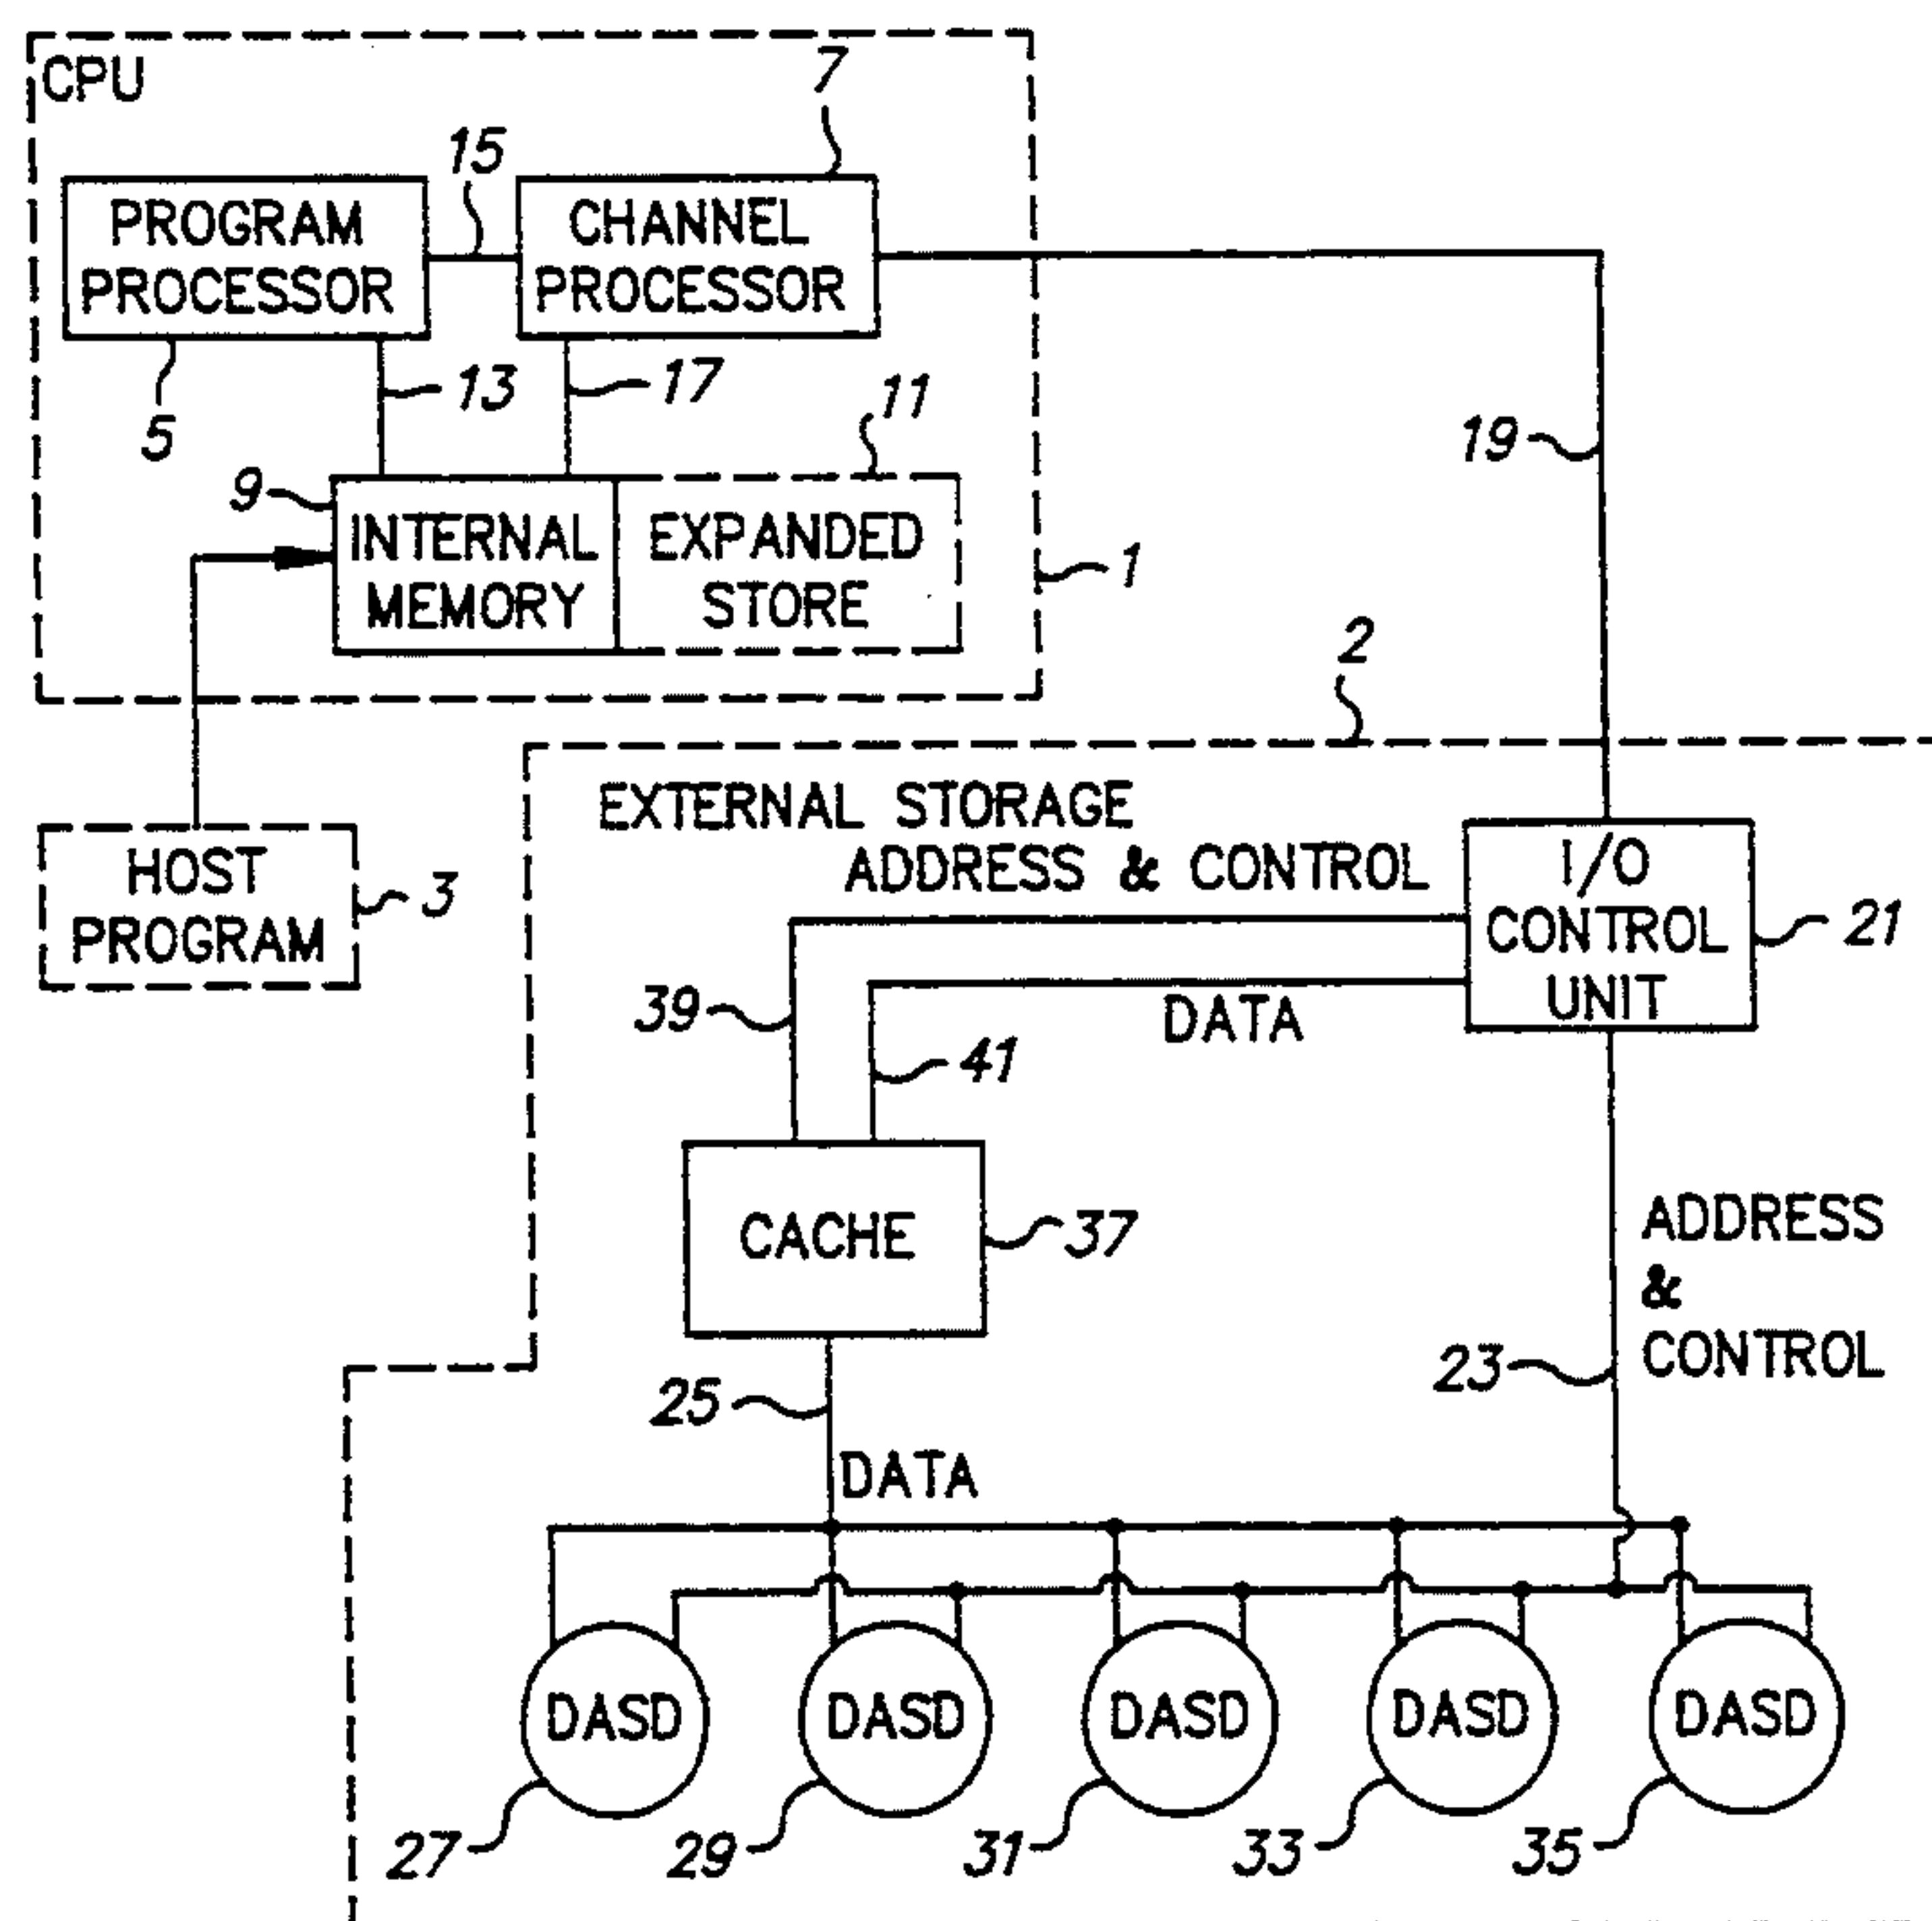 CPU
7
15
PROGRAM
PROCESSOR
CHANNEL
PROCESSOR
13
17
11
5
19
9
INTERNAL
MEMORY
EXPANDED
STORE
1
2
EXTERNAL STORAGE
ADDRESS & CONTROL
HOST
PROGRAM
3
I/O
CONTROL
UNIT
21
39
DATA
41
CACHE
37
ADDRESS
&
CONTROL
23
25
DATA
DASD
DASD
DASD
DASD
DASD
27
29
31
33
35